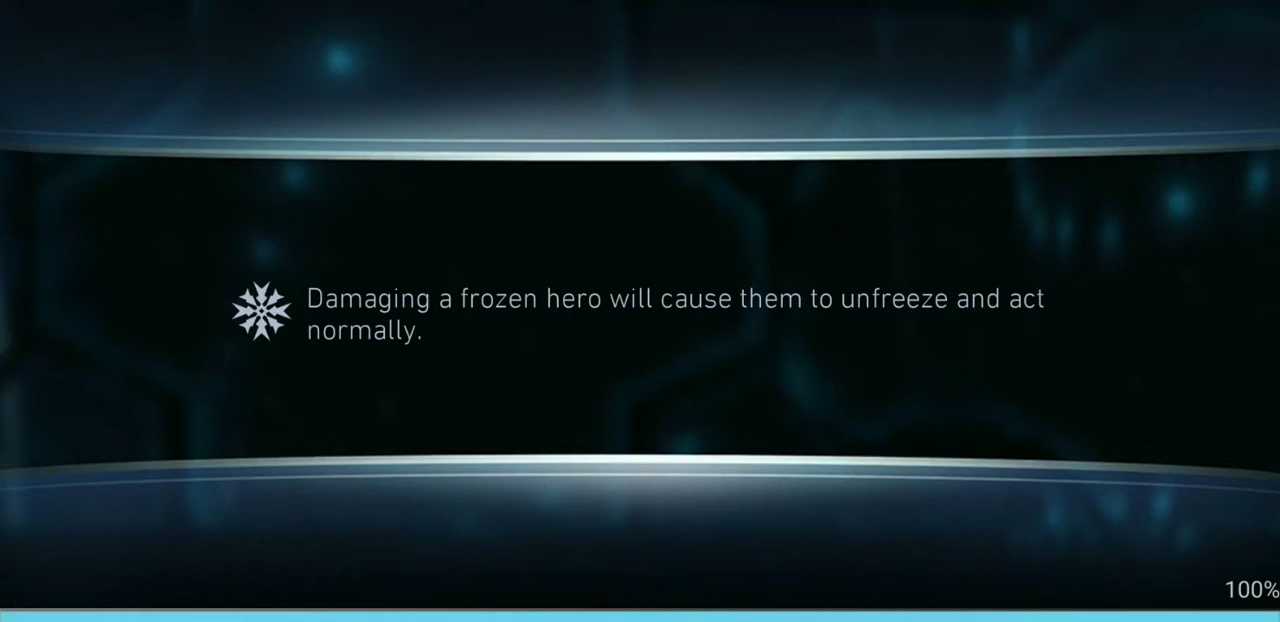 Damaging a frozen hero will cause them to unfreeze and act
normally.
100%